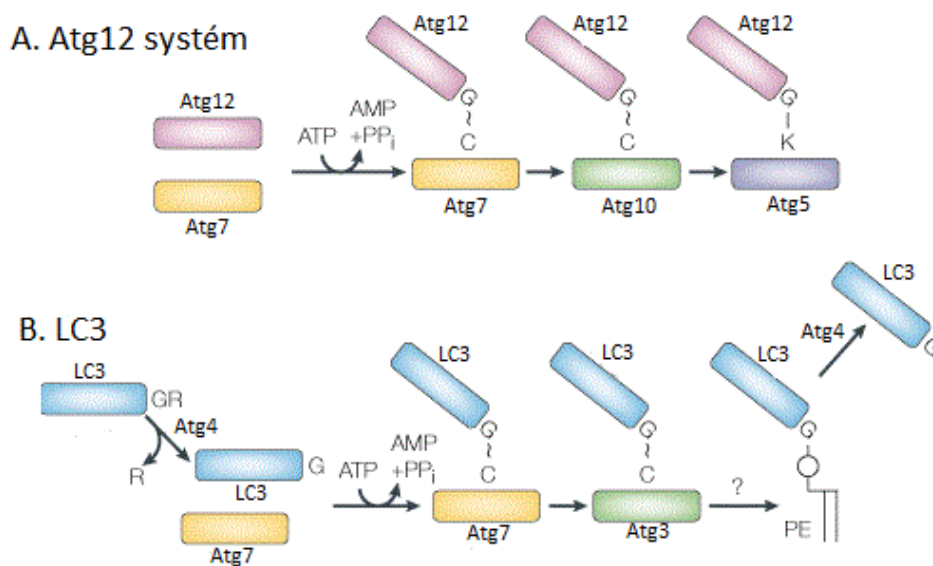 A. Atg12 systém
Atg12 Atg12 Atg12
G G G
~ ~ |
C C K
Atg12
ATP AMP +PPi
Atg7
Atg7 Atg10 Atg5
B. LC3
LC3 GR
Atg4
R
LC3 G
Atg7
ATP AMP +PPi
LC3 LC3 LC3
G G G
~ ~
C C
Atg7 Atg3
?
PE
Atg4
LC3
G